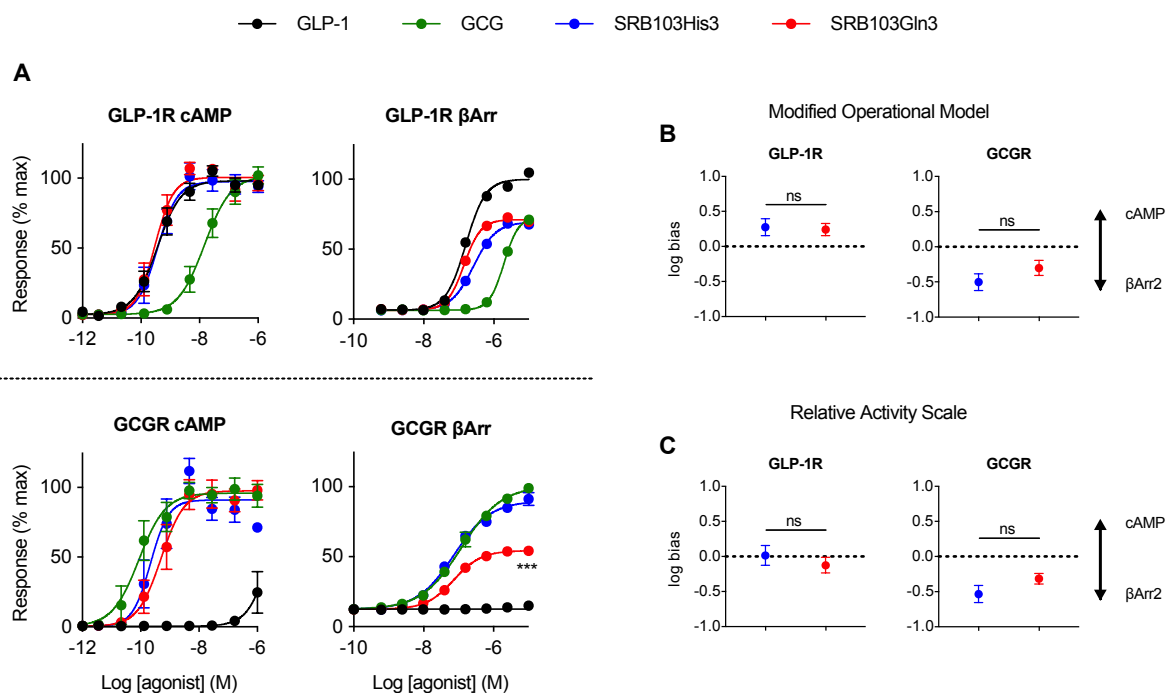 GLP-1 GCG SRB103His3 SRB103Gln3
A
GLP-1R cAMP
GLP-1R βArr
Response (% max)
100
50
0
-12 -10 -8 -6
100
50
0
-10 -8 -6
GCGR cAMP
GCGR βArr
Response (% max)
100
50
0
-12 -10 -8 -6
Log [agonist] (M)
100
50
0
***
-10 -8 -6
Log [agonist] (M)
Modified Operational Model
B
GLP-1R
GCGR
log bias
1.0
0.5
0.0
-0.5
-1.0
ns
1.0
0.5
0.0
-0.5
-1.0
ns
cAMP
βArr2
Relative Activity Scale
C
GLP-1R
GCGR
log bias
1.0
0.5
0.0
-0.5
-1.0
ns
1.0
0.5
0.0
-0.5
-1.0
ns
cAMP
βArr2